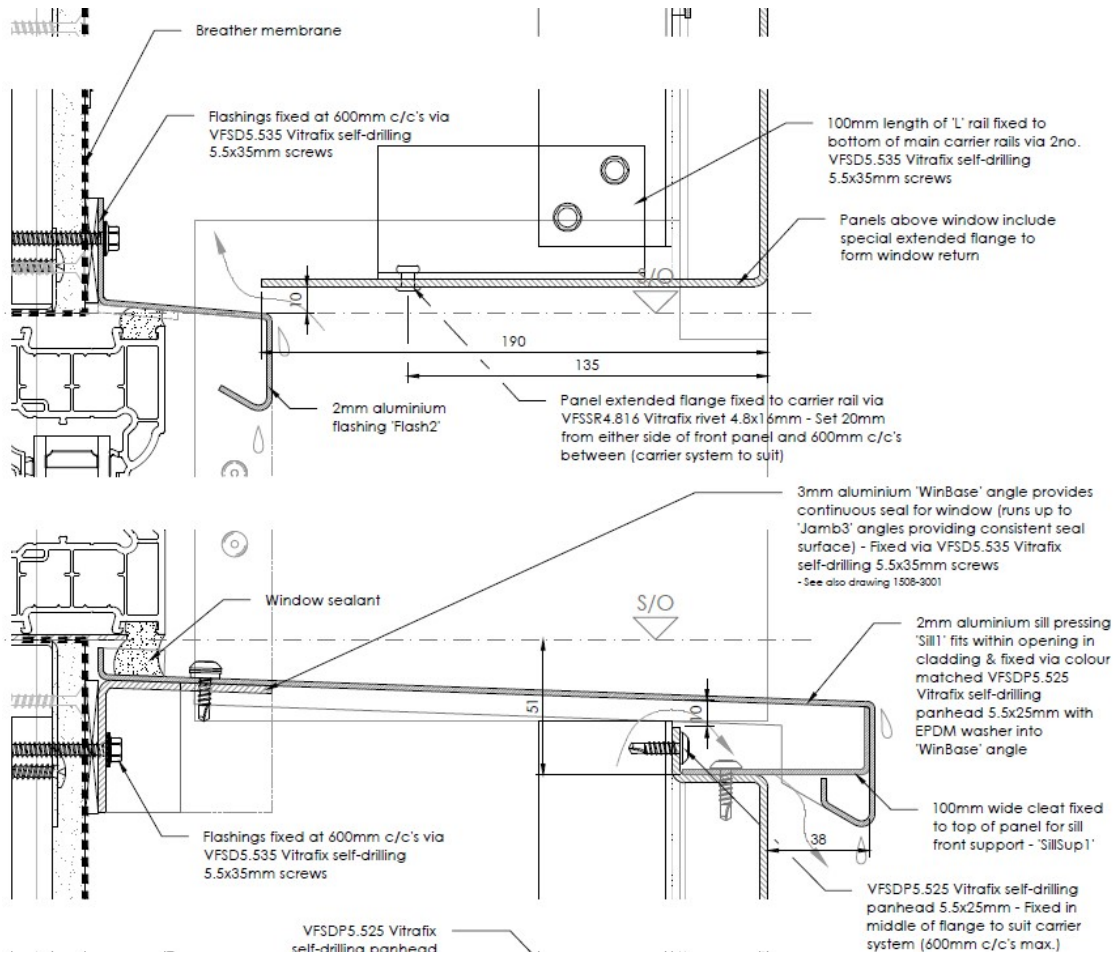 Breather membrane
Flashings fixed at 600mm c/c's via
VFSD5.535 Vitrafix self-drilling
5.5x35mm screws
100mm length of 'L' rail fixed to
bottom of main carrier rails via 2no.
VFSD5.535 Vitrafix self-drilling
5.5x35mm screws
Panels above window include
special extended flange to
form window return
S/O
10
190
135
2mm aluminium
flashing 'Flash2'
Panel extended flange fixed to carrier rail via
VFSSR4.816 Vitrafix rivet 4.8x16mm - Set 20mm
from either side of front panel and 600mm c/c's
between (carrier system to suit)
3mm aluminium 'WinBase' angle provides
continuous seal for window (runs up to
'Jamb3' angles providing consistent seal
surface) - Fixed via VFSD5.535 Vitrafix
self-drilling 5.5x35mm screws
- See also drawing 1508-3001
Window sealant
S/O
2mm aluminium sill pressing
'Sill1' fits within opening in
cladding & fixed via colour
matched VFSDP5.525
Vitrafix self-drilling
panhead 5.5x25mm with
EPDM washer into
'WinBase' angle
51
10
100mm wide cleat fixed
to top of panel for sill
front support - 'SillSup1'
38
Flashings fixed at 600mm c/c's via
VFSD5.535 Vitrafix self-drilling
5.5x35mm screws
VFSDP5.525 Vitrafix self-drilling
panhead 5.5x25mm - Fixed in
middle of flange to suit carrier
system (600mm c/c's max.)
VFSDP5.525 Vitrafix
self-drilling panhead